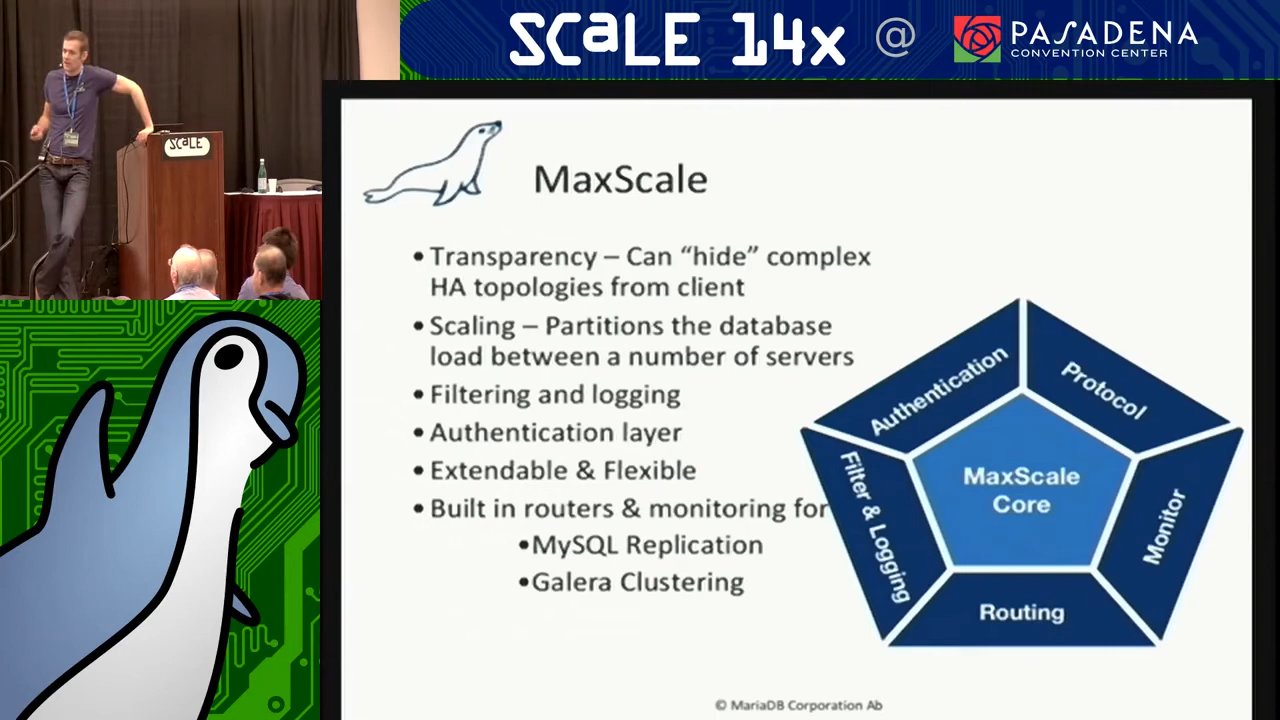 SCaLE 14x @ PASADENA
CONVENTION CENTER
SCaLE
MaxScale
• Transparency – Can “hide” complex
HA topologies from client
• Scaling – Partitions the database
load between a number of servers
• Filtering and logging
• Authentication layer
• Extendable & Flexible
• Built in routers & monitoring for
• MySQL Replication
• Galera Clustering
Authentication
Protocol
Filter & Logging
MaxScale
Core
Monitor
Routing
© MariaDB Corporation Ab